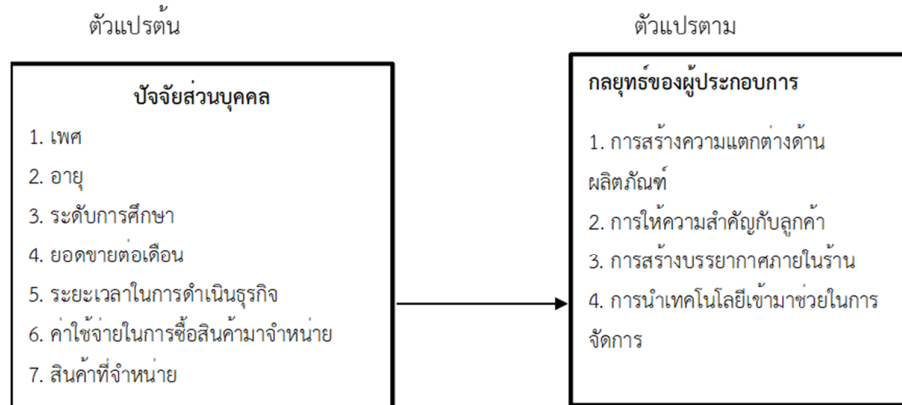 ตัวแปรต้น
ปัจจัยส่วนบุคคล
1. เพศ
2. อายุ
3. ระดับการศึกษา
4. ยอดขายต่อเดือน
5. ระยะเวลาในการดำเนินธุรกิจ
6. ค่าใช้จ่ายในการซื้อสินค้ามาจำหน่าย
7. สินค้าที่จำหน่าย
ตัวแปรตาม
กลยุทธ์ของผู้ประกอบการ
1. การสร้างความแตกต่างด้าน
ผลิตภัณฑ์
2. การให้ความสำคัญกับลูกค้า
3. การสร้างบรรยากาศภายในร้าน
4. การนำเทคโนโลยีเข้ามาช่วยในการ
จัดการ